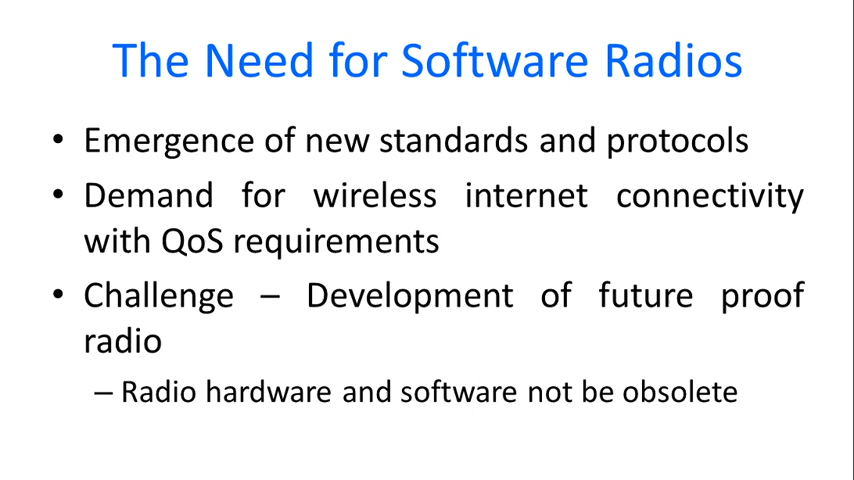 The Need for Software Radios
• Emergence of new standards and protocols
• Demand for wireless internet connectivity
with QoS requirements
• Challenge – Development of future proof
radio
– Radio hardware and software not be obsolete